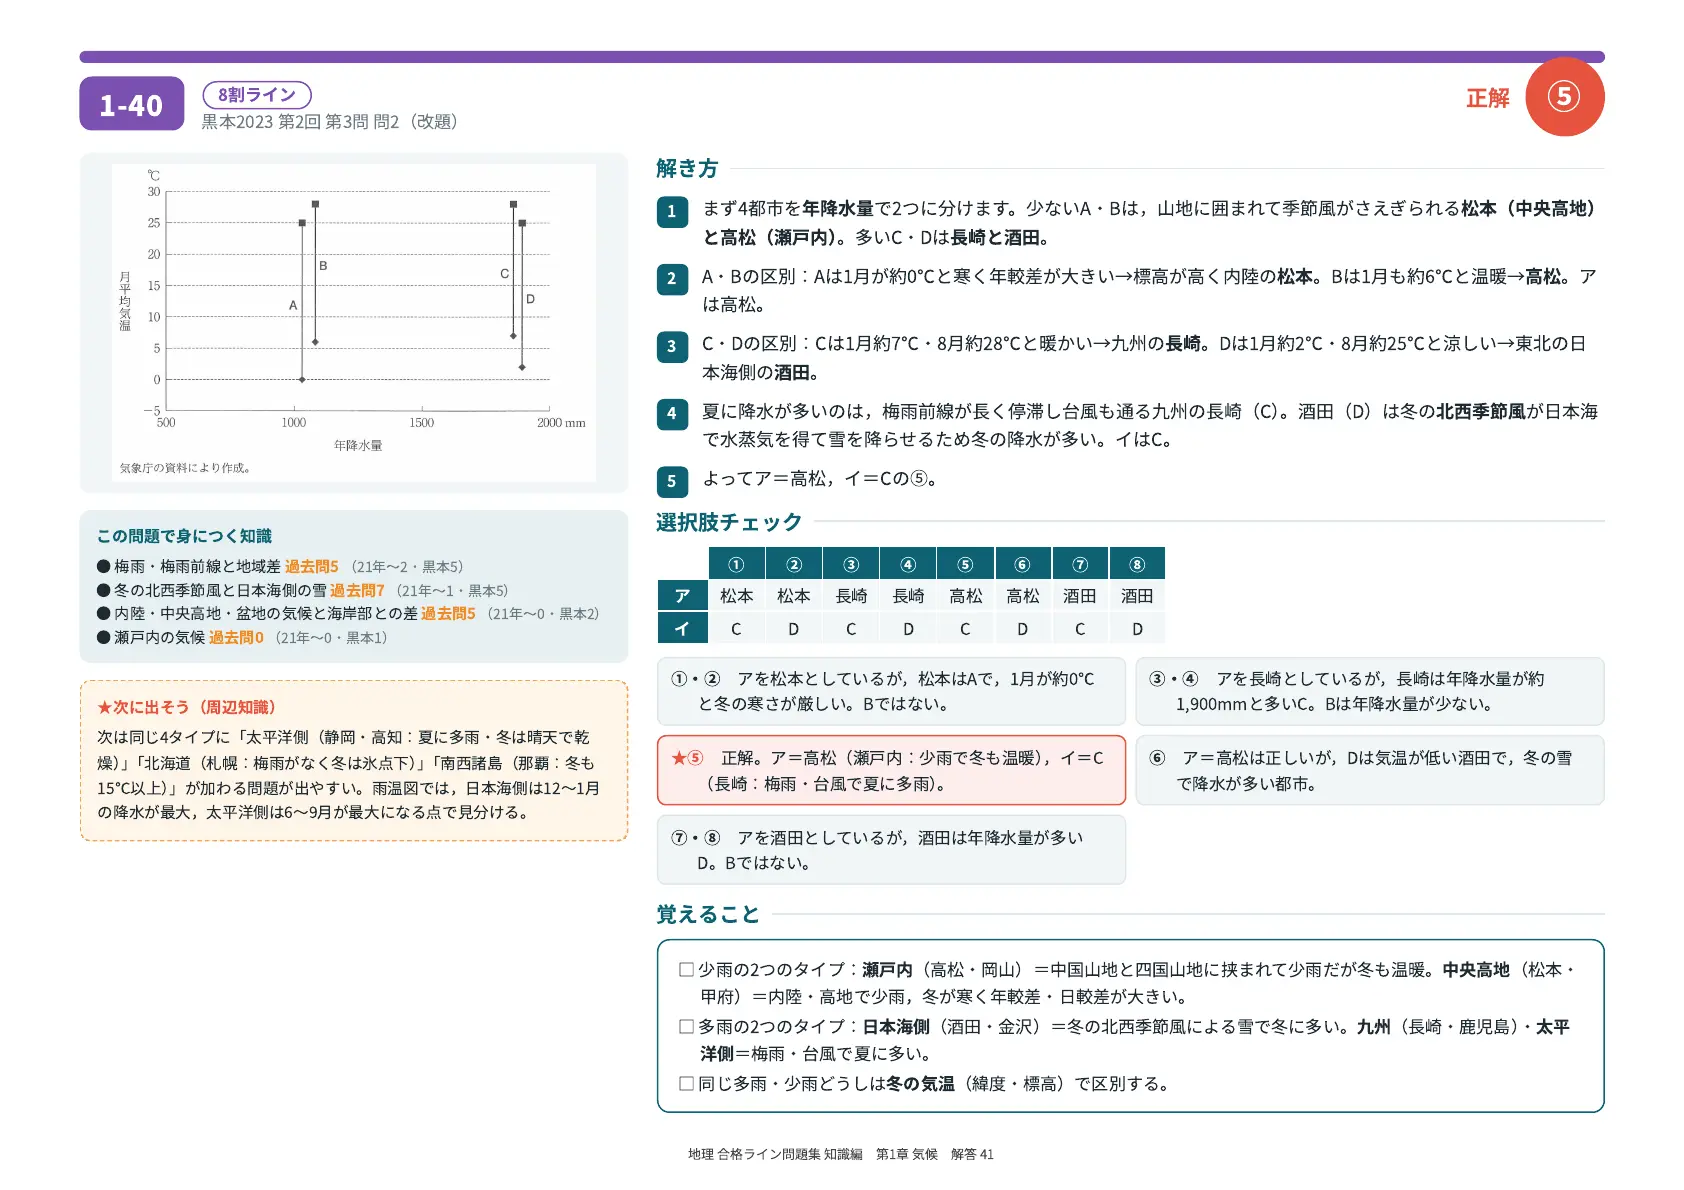 1-40
8割ライン
黒本2023 第2回 第3問 問2（改題）
正解 ⑤
℃
30
25
20
15
10
5
0
−5
500
1000
1500
2000 mm
月平均気温
年降水量
A
B
C
D
気象庁の資料により作成。
この問題で身につく知識
●梅雨・梅雨前線と地域差 過去問5 （21年〜2・黒本5）
●冬の北西季節風と日本海側の雪 過去問7 （21年〜1・黒本5）
●内陸・中央高地・盆地の気候と海岸部との差 過去問5 （21年〜0・黒本2）
●瀬戸内の気候 過去問0 （21年〜0・黒本1）
★次に出そう（周辺知識）
次は同じ4タイプに「太平洋側（静岡・高知：夏に多雨・冬は晴天で乾
燥）」「北海道（札幌：梅雨がなく冬は氷点下）」「南西諸島（那覇：冬も
15℃以上）」が加わる問題が出やすい。雨温図では，日本海側は12〜1月
の降水が最大，太平洋側は6〜9月が最大になる点で見分ける。
解き方
1 まず4都市を年降水量で2つに分けます。少ないA・Bは，山地に囲まれて季節風がさえぎられる松本（中央高地）
と高松（瀬戸内）。多いC・Dは長崎と酒田。
2 A・Bの区別：Aは1月が約0℃と寒く年較差が大きい→標高が高く内陸の松本。Bは1月も約6℃と温暖→高松。ア
は高松。
3 C・Dの区別：Cは1月約7℃・8月約28℃と暖かい→九州の長崎。Dは1月約2℃・8月約25℃と涼しい→東北の日
本海側の酒田。
4 夏に降水が多いのは，梅雨前線が長く停滞し台風も通る九州の長崎（C）。酒田（D）は冬の北西季節風が日本海
で水蒸気を得て雪を降らせるため冬の降水が多い。イはC。
5 よってア＝高松，イ＝Cの⑤。
選択肢チェック
① ② ③ ④ ⑤ ⑥ ⑦ ⑧
ア 松本 松本 長崎 長崎 高松 高松 酒田 酒田
イ C D C D C D C D
①・② アを松本としているが，松本はAで，1月が約0℃
と冬の寒さが厳しい。Bではない。
③・④ アを長崎としているが，長崎は年降水量が約
1,900mmと多いC。Bは年降水量が少ない。
★⑤ 正解。ア＝高松（瀬戸内：少雨で冬も温暖），イ＝C
（長崎：梅雨・台風で夏に多雨）。
⑥ ア＝高松は正しいが，Dは気温が低い酒田で，冬の雪
で降水が多い都市。
⑦・⑧ アを酒田としているが，酒田は年降水量が多い
D。Bではない。
覚えること
□ 少雨の2つのタイプ：瀬戸内（高松・岡山）＝中国山地と四国山地に挟まれて少雨だが冬も温暖。中央高地（松本・
甲府）＝内陸・高地で少雨，冬が寒く年較差・日較差が大きい。
□ 多雨の2つのタイプ：日本海側（酒田・金沢）＝冬の北西季節風による雪で冬に多い。九州（長崎・鹿児島）・太平
洋側＝梅雨・台風で夏に多い。
□ 同じ多雨・少雨どうしは冬の気温（緯度・標高）で区別する。
地理 合格ライン問題集 知識編 第1章 気候 解答 41